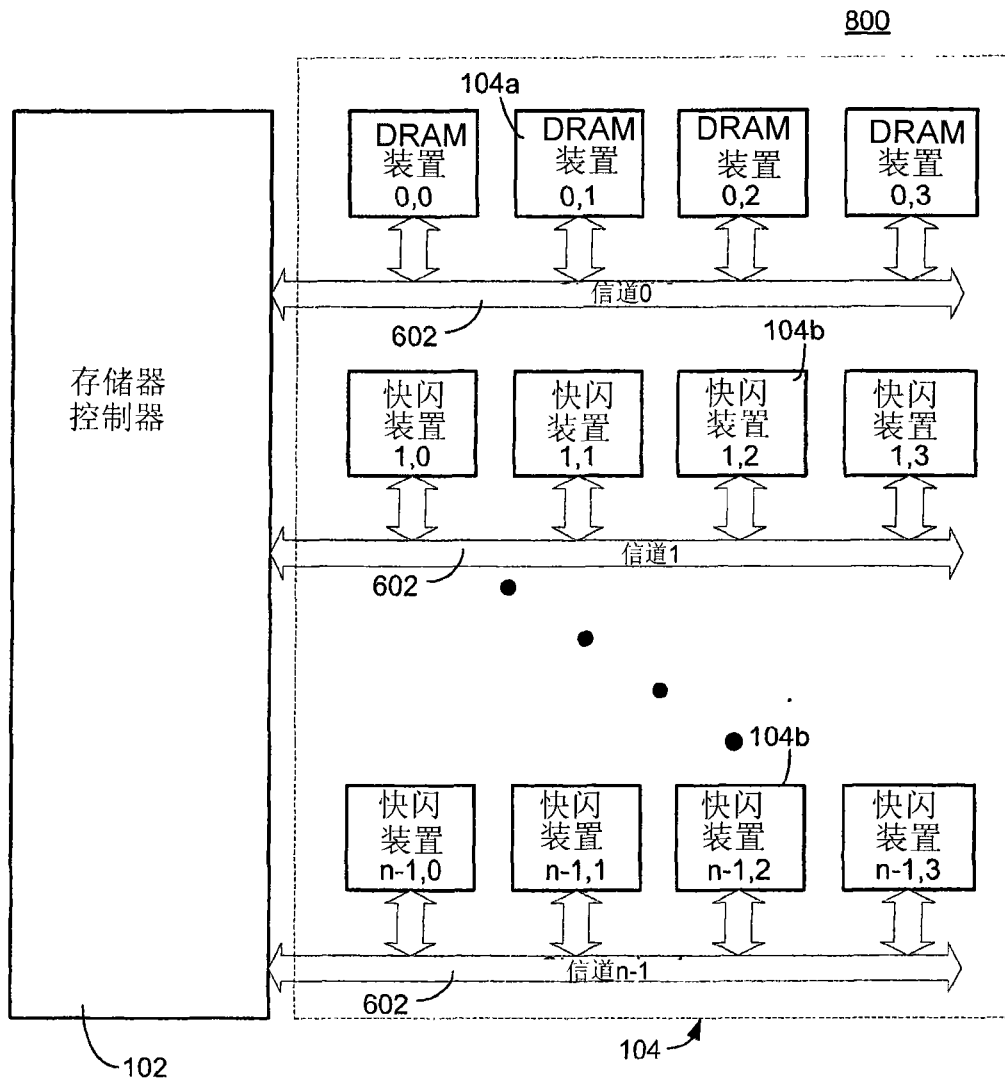 800
104a
DRAM
装置
0,0
DRAM
装置
0,1
DRAM
装置
0,2
DRAM
装置
0,3
信道0
602
104b
存储器
控制器
快闪
装置
1,0
快闪
装置
1,1
快闪
装置
1,2
快闪
装置
1,3
信道1
602
104b
快闪
装置
n-1,0
快闪
装置
n-1,1
快闪
装置
n-1,2
快闪
装置
n-1,3
信道n-1
602
104
102